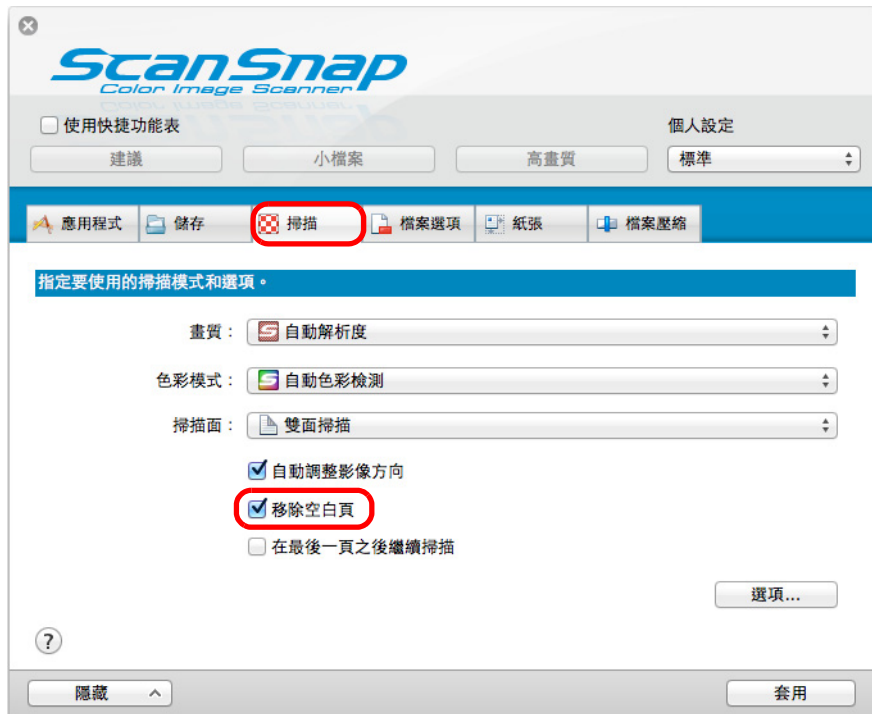 ScanSnap
Color Image Scanner
使用快捷功能表
個人設定
建議 小檔案 高畫質 標準
應用程式 儲存 掃描 檔案選項 紙張 檔案壓縮
指定要使用的掃描模式和選項。
畫質： 自動解析度
色彩模式： 自動色彩檢測
掃描面： 雙面掃描
自動調整影像方向
移除空白頁
在最後一頁之後繼續掃描
選項...
?
隱藏 套用